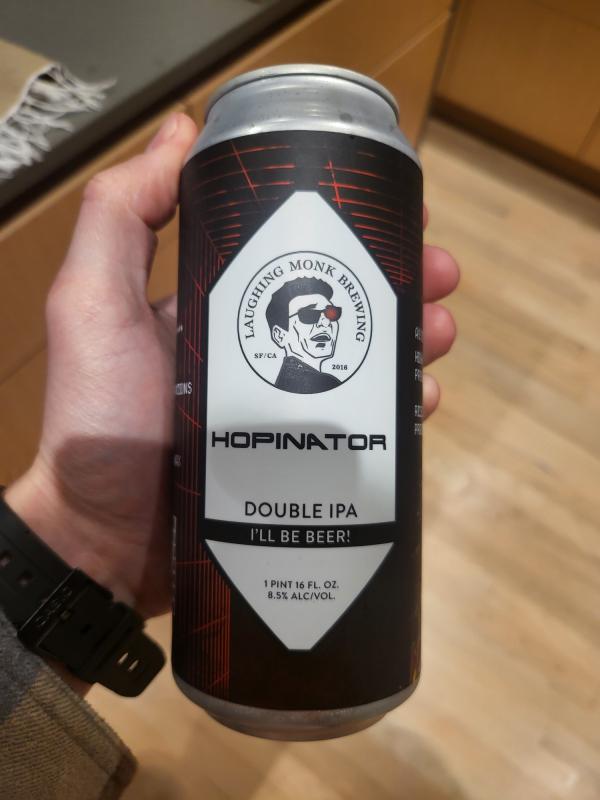 LAUGHING MONK BREWING
SF/CA
2016
HOPINATOR
DOUBLE IPA
I'LL BE BEER!
1 PINT 16 FL. OZ.
8.5% ALC/VOL.
CASIO